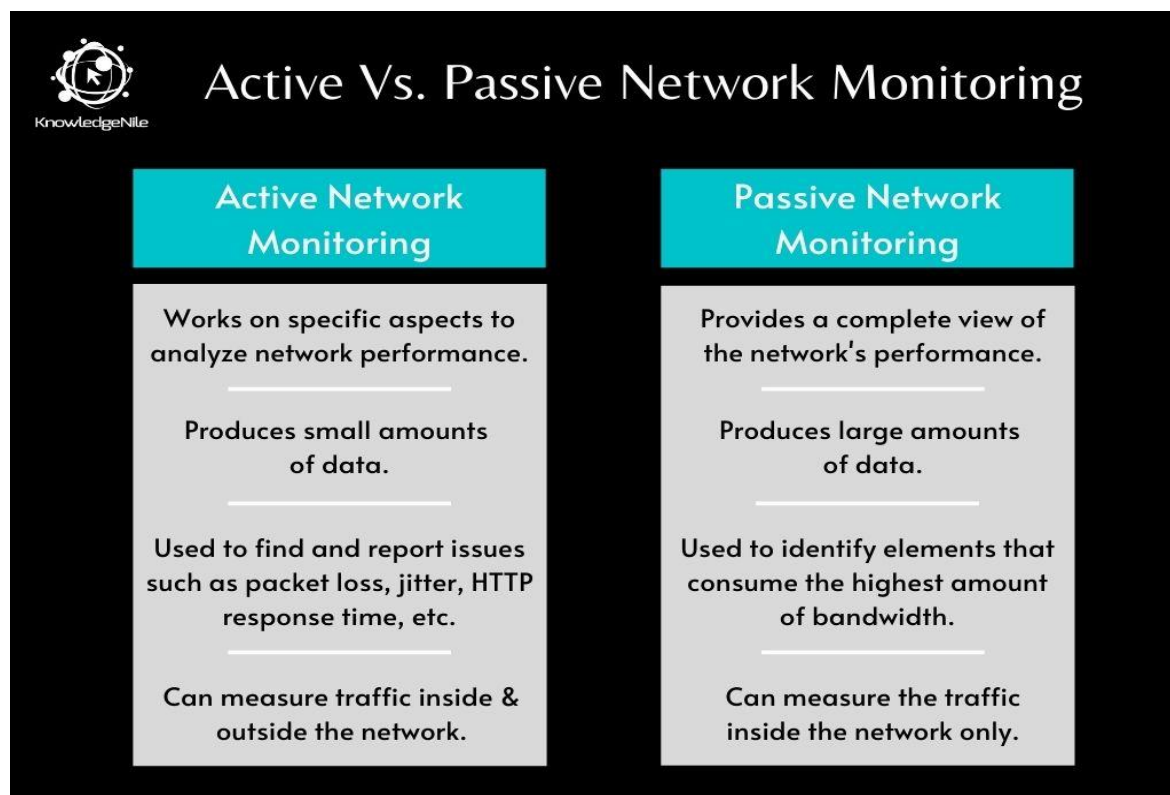 KnowledgeNile
Active Vs. Passive Network Monitoring
Active Network
Monitoring
Works on specific aspects to
analyze network performance.
Produces small amounts
of data.
Used to find and report issues
such as packet loss, jitter, HTTP
response time, etc.
Can measure traffic inside &
outside the network.
Passive Network
Monitoring
Provides a complete view of
the network's performance.
Produces large amounts
of data.
Used to identify elements that
consume the highest amount
of bandwidth.
Can measure the traffic
inside the network only.